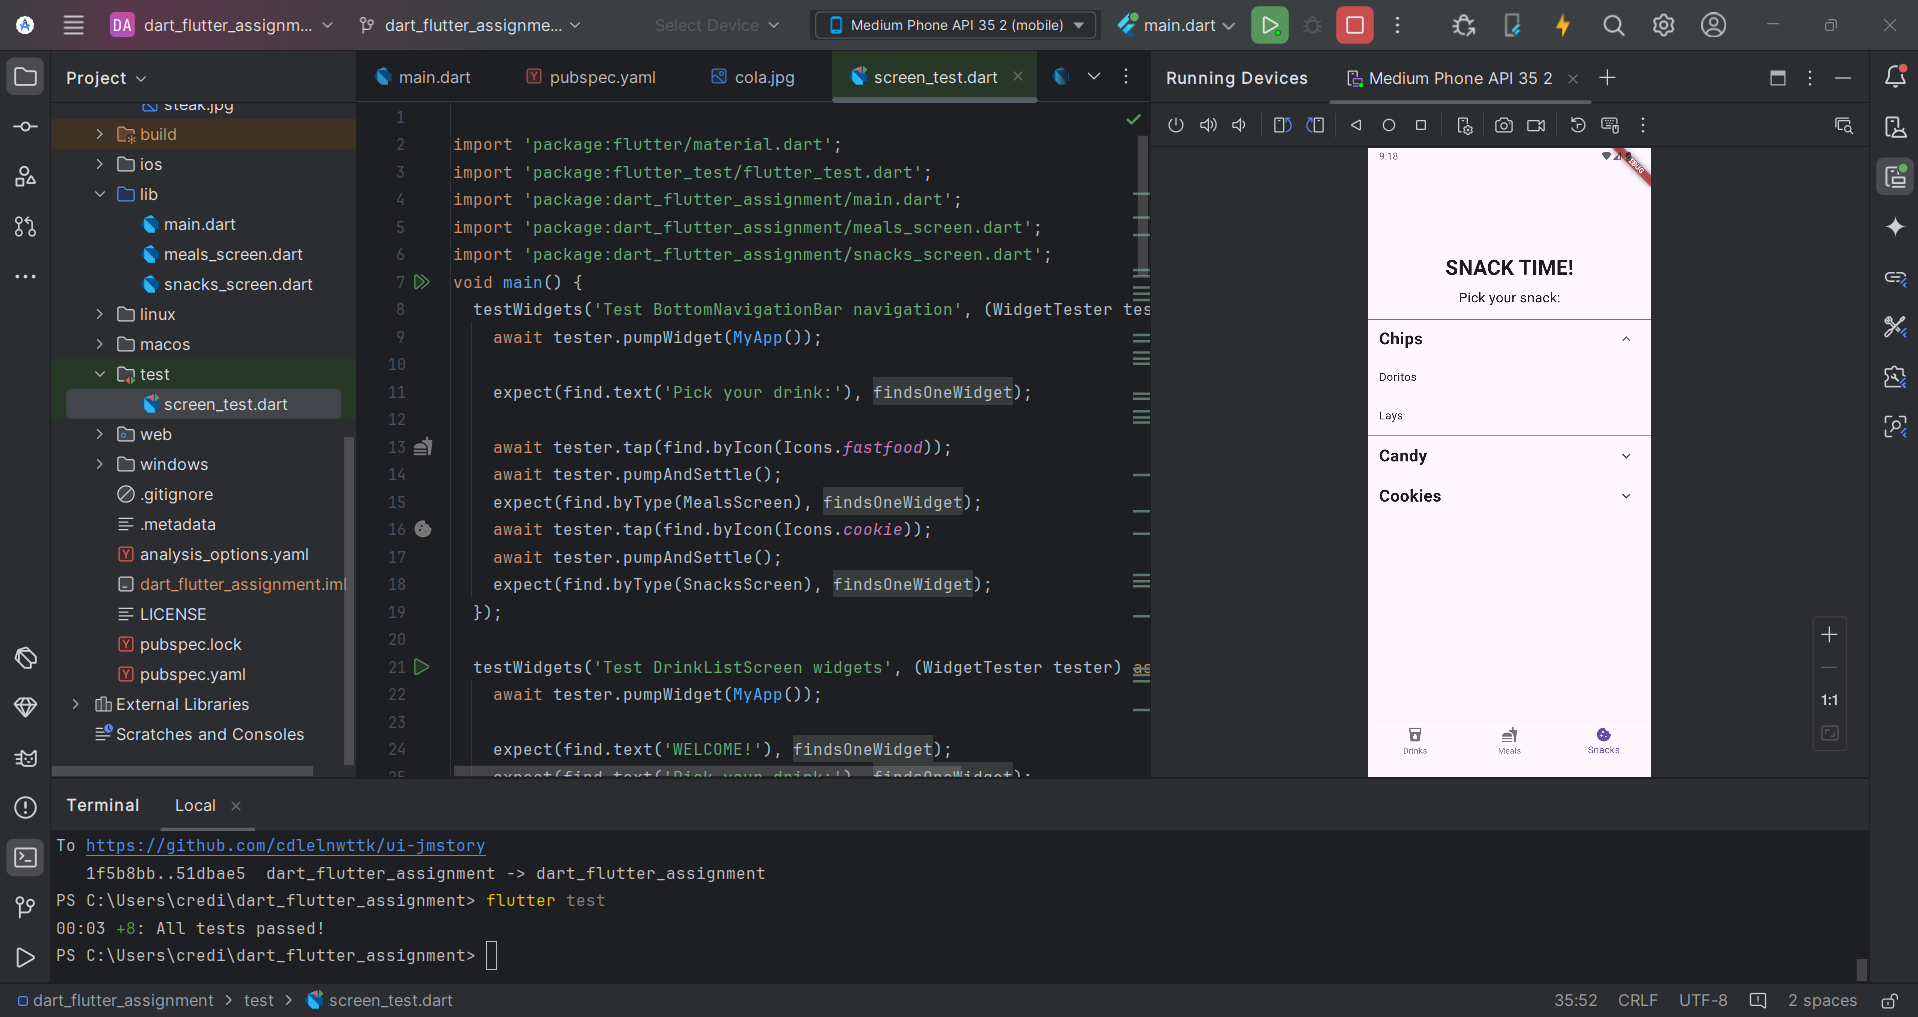 DA dart_flutter_assignm...
dart_flutter_assignme...
Select Device
Medium Phone API 35 2 (mobile)
main.dart
Project
steak.jpg
build
ios
lib
main.dart
meals_screen.dart
snacks_screen.dart
linux
macos
test
screen_test.dart
web
windows
.gitignore
.metadata
analysis_options.yaml
dart_flutter_assignment.iml
LICENSE
pubspec.lock
pubspec.yaml
External Libraries
Scratches and Consoles
main.dart
pubspec.yaml
cola.jpg
screen_test.dart
1
2 import 'package:flutter/material.dart';
3 import 'package:flutter_test/flutter_test.dart';
4 import 'package:dart_flutter_assignment/main.dart';
5 import 'package:dart_flutter_assignment/meals_screen.dart';
6 import 'package:dart_flutter_assignment/snacks_screen.dart';
7 void main() {
8 testWidgets('Test BottomNavigationBar navigation', (WidgetTester tes
9 await tester.pumpWidget(MyApp());
10
11 expect(find.text('Pick your drink:'), findsOneWidget);
12
13 await tester.tap(find.byIcon(Icons.fastfood));
14 await tester.pumpAndSettle();
15 expect(find.byType(MealsScreen), findsOneWidget);
16 await tester.tap(find.byIcon(Icons.cookie));
17 await tester.pumpAndSettle();
18 expect(find.byType(SnacksScreen), findsOneWidget);
19 });
20
21 testWidgets('Test DrinkListScreen widgets', (WidgetTester tester) as
22 await tester.pumpWidget(MyApp());
23
24 expect(find.text('WELCOME!'), findsOneWidget);
25 expect(find.text('Pick your drink:'), findsOneWidget);
Running Devices
Medium Phone API 35 2
9:18
DEBUG
SNACK TIME!
Pick your snack:
Chips
Doritos
Lays
Candy
Cookies
Drinks
Meals
Snacks
1:1
Terminal
Local
To https://github.com/cdlelnwttk/ui-jmstory
1f5b8bb..51dbae5 dart_flutter_assignment -> dart_flutter_assignment
PS C:\Users\credi\dart_flutter_assignment> flutter test
00:03 +8: All tests passed!
PS C:\Users\credi\dart_flutter_assignment>
dart_flutter_assignment > test > screen_test.dart
35:52
CRLF
UTF-8
2 spaces